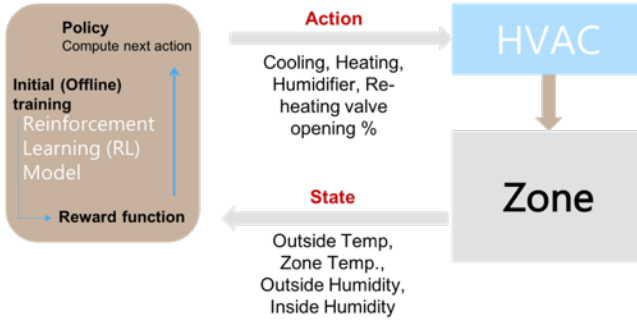 Policy
Compute next action
Initial (Offline)
training
Reinforcement
Learning (RL)
Model
Reward function
Action
Cooling, Heating,
Humidifier, Re-
heating valve
opening %
State
Outside Temp,
Zone Temp.,
Outside Humidity,
Inside Humidity
HVAC
Zone